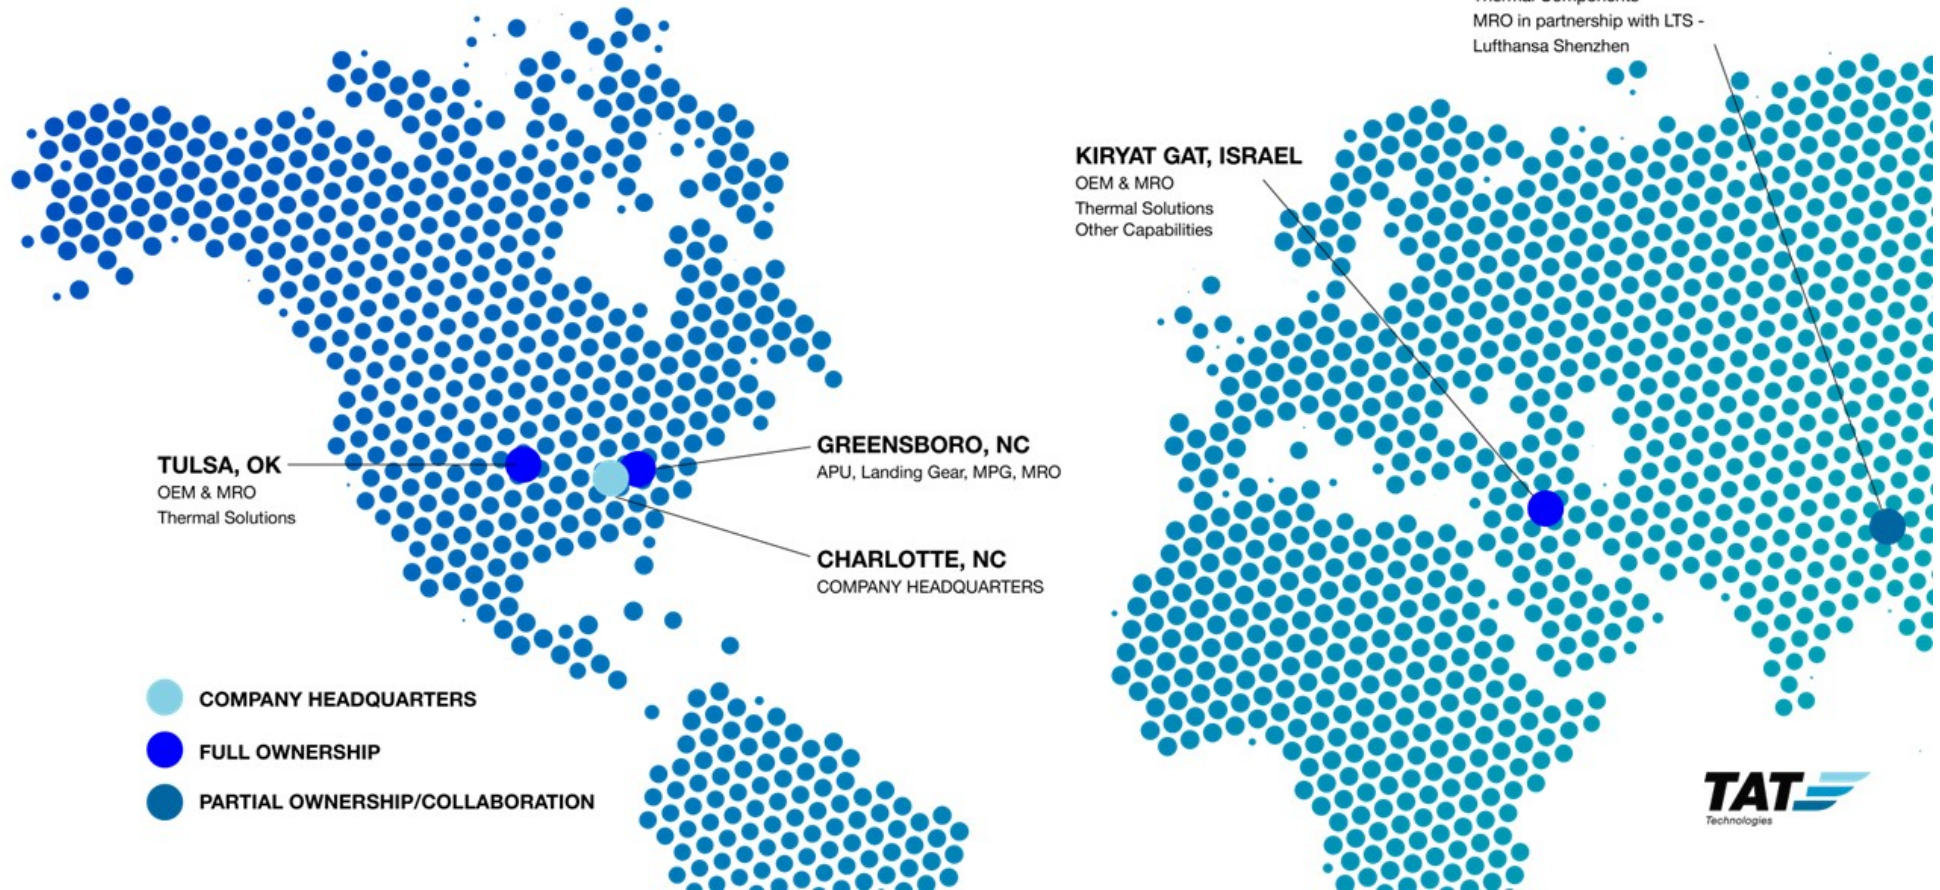 Thermal Components
MRO in partnership with LTS -
Lufthansa Shenzhen
KIRYAT GAT, ISRAEL
OEM & MRO
Thermal Solutions
Other Capabilities
TULSA, OK
OEM & MRO
Thermal Solutions
GREENSBORO, NC
APU, Landing Gear, MPG, MRO
CHARLOTTE, NC
COMPANY HEADQUARTERS
COMPANY HEADQUARTERS
FULL OWNERSHIP
PARTIAL OWNERSHIP/COLLABORATION
TAT
Technologies